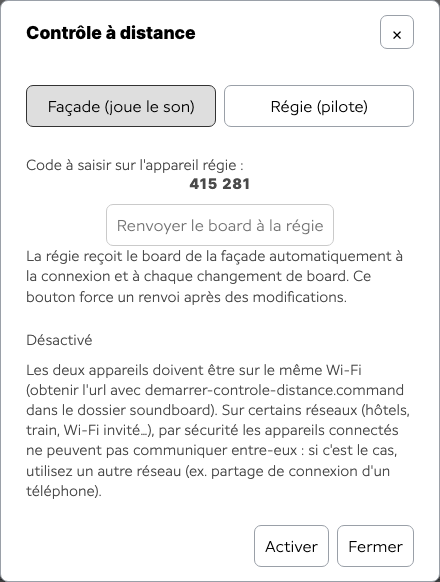 Contrôle à distance
×
Façade (joue le son)
Régie (pilote)
Code à saisir sur l'appareil régie :
415 281
Renvoyer le board à la régie
La régie reçoit le board de la façade automatiquement à
la connexion et à chaque changement de board. Ce
bouton force un renvoi après des modifications.
Désactivé
Les deux appareils doivent être sur le même Wi-Fi
(obtenir l'url avec demarrer-controle-distance.command
dans le dossier soundboard). Sur certains réseaux (hôtels,
train, Wi-Fi invité…), par sécurité les appareils connectés
ne peuvent pas communiquer entre-eux : si c'est le cas,
utilisez un autre réseau (ex. partage de connexion d'un
téléphone).
Activer
Fermer